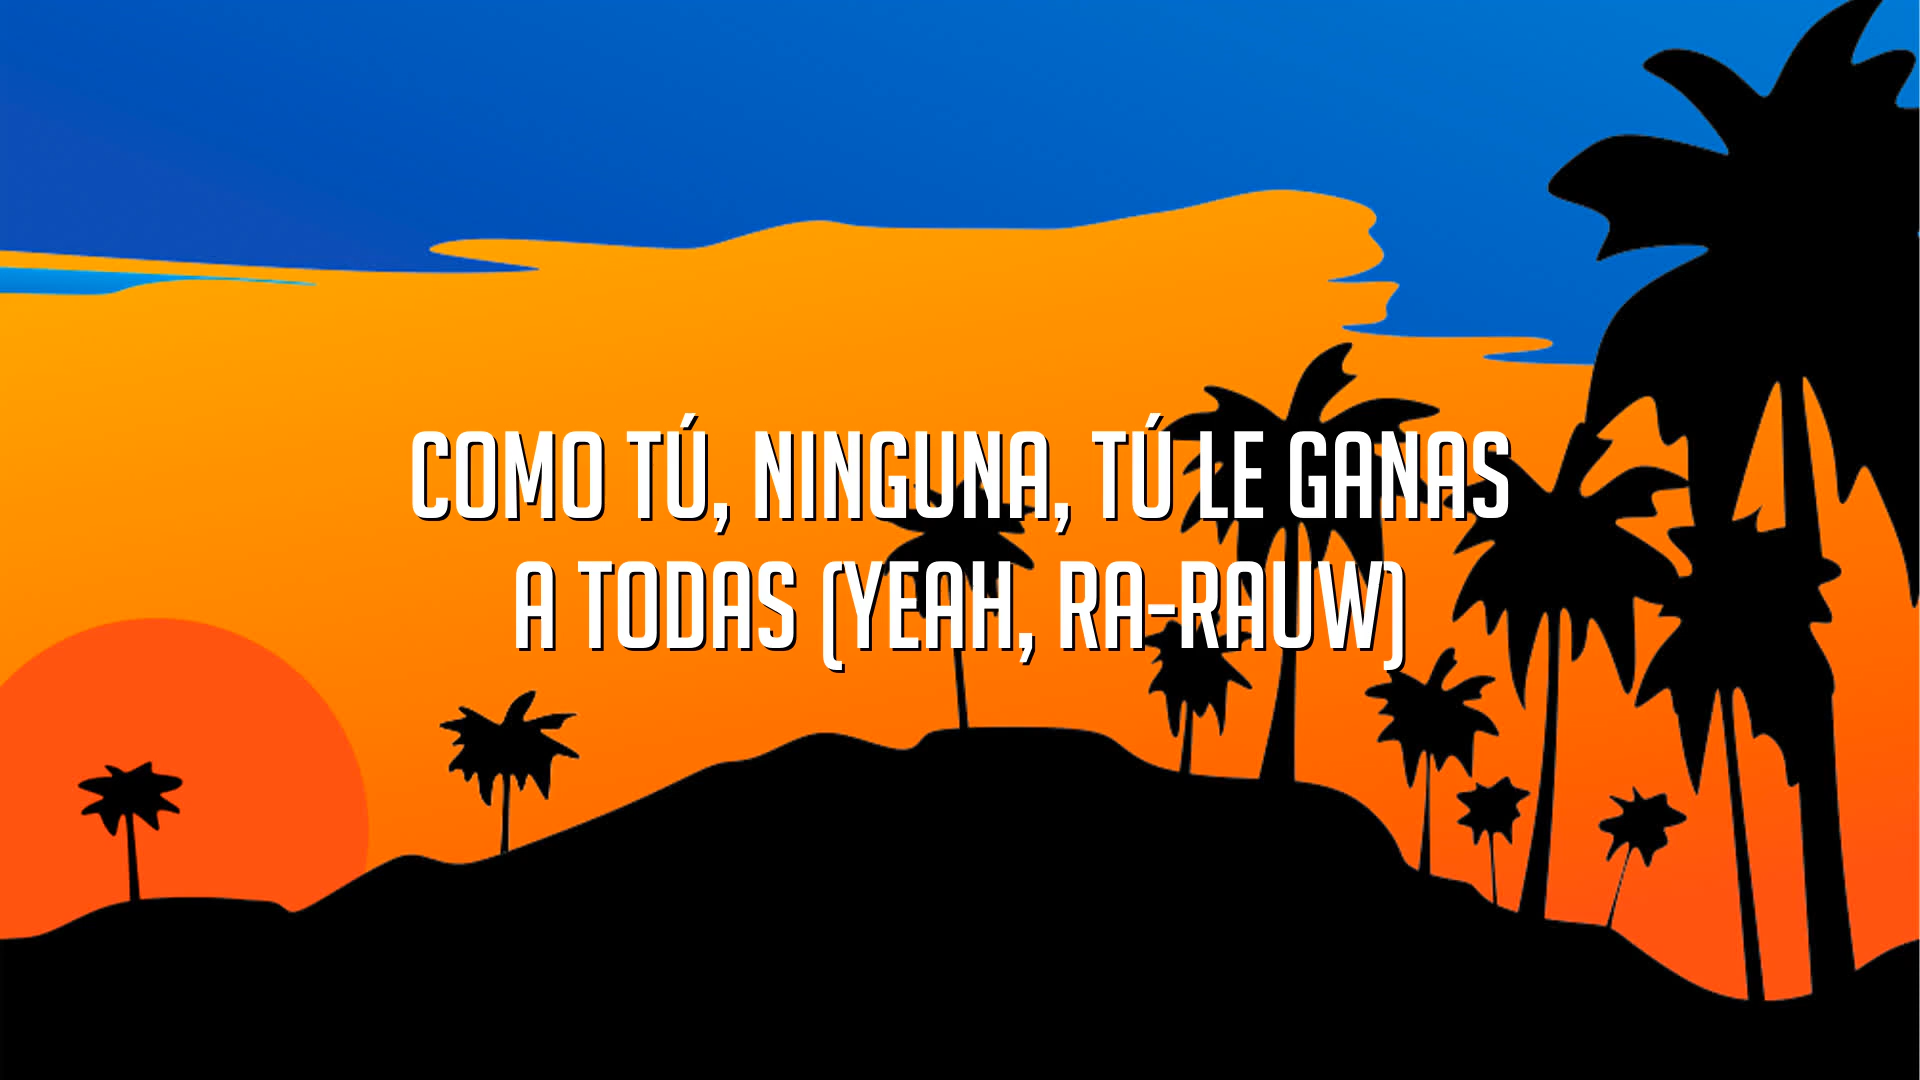 COMO TÚ, NINGUNA, TÚ LE GANAS
A TODAS (YEAH, RA-RAUW)